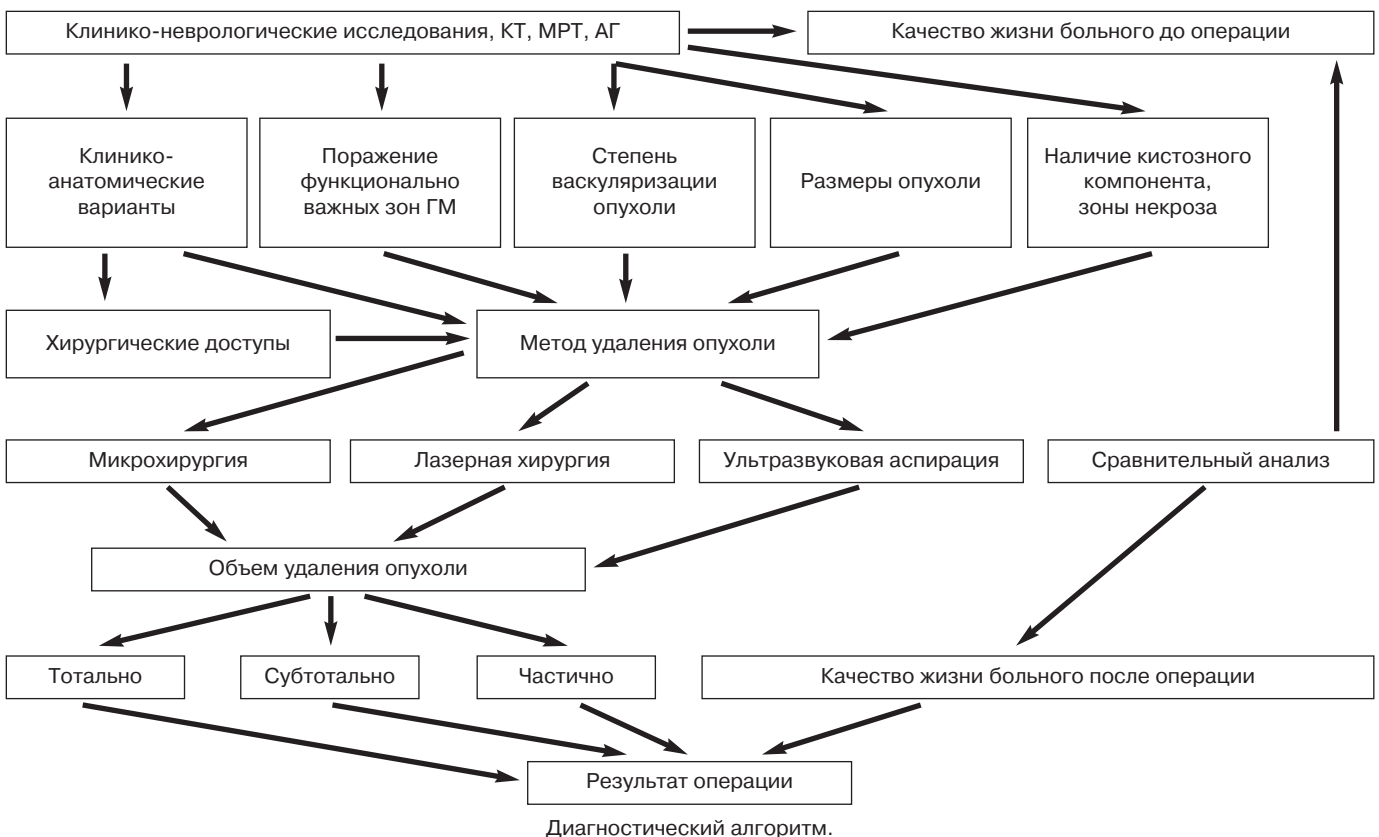 Клинико-неврологические исследования, КТ, МРТ, АГ
Качество жизни больного до операции
Клинико-
анатомические
варианты
Поражение
функционально
важных зон ГМ
Степень
васкуляризации
опухоли
Размеры опухоли
Наличие кистозного
компонента,
зоны некроза
Хирургические доступы
Метод удаления опухоли
Микрохирургия
Лазерная хирургия
Ультразвуковая аспирация
Сравнительный анализ
Объем удаления опухоли
Тотально
Субтотально
Частично
Качество жизни больного после операции
Результат операции
Диагностический алгоритм.